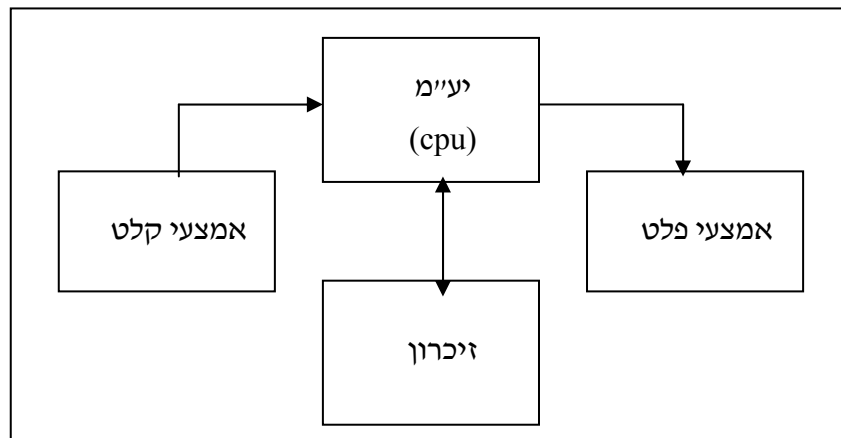 יע״מ
(cpu)
אמצעי קלט
אמצעי פלט
זיכרון